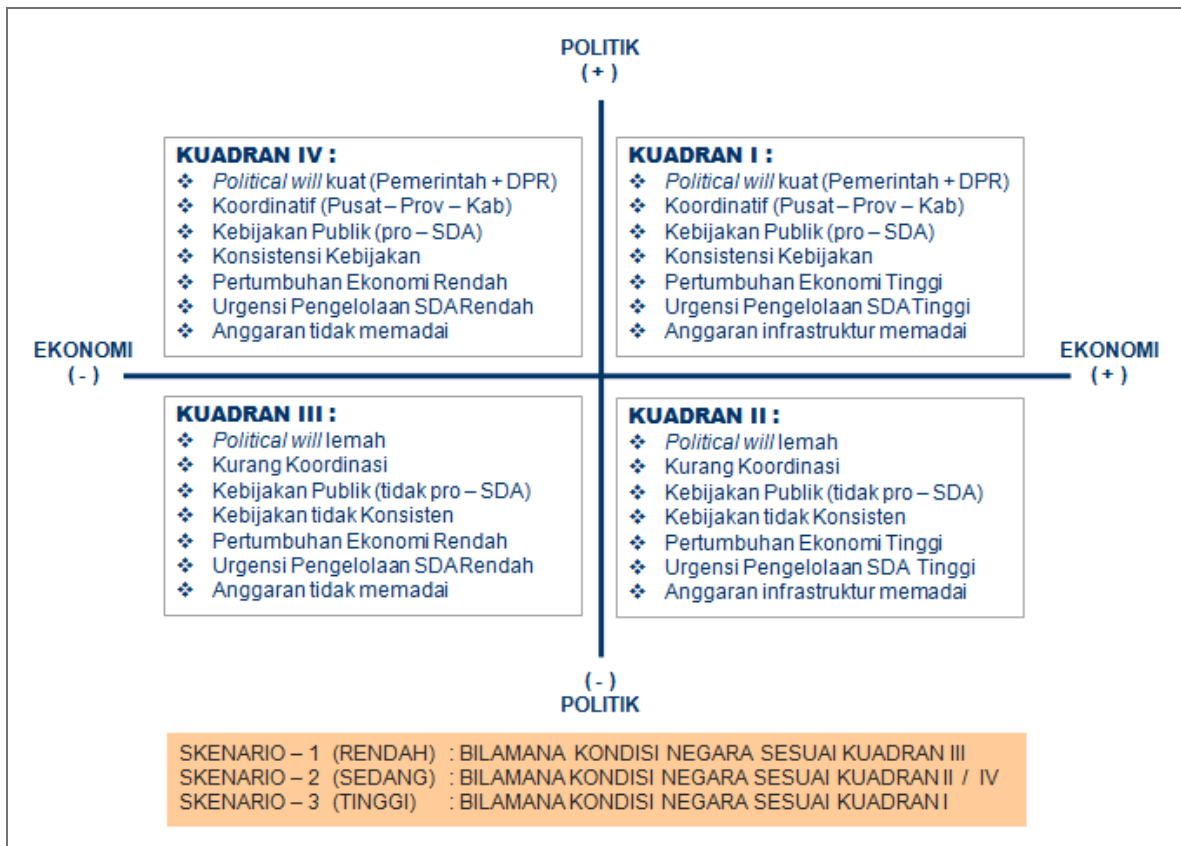 POLITIK
( + )
KUADRAN IV :
❖ Political will kuat (Pemerintah + DPR)
❖ Koordinatif (Pusat – Prov – Kab)
❖ Kebijakan Publik (pro – SDA)
❖ Konsistensi Kebijakan
❖ Pertumbuhan Ekonomi Rendah
❖ Urgensi Pengelolaan SDA Rendah
❖ Anggaran tidak memadai
KUADRAN I :
❖ Political will kuat (Pemerintah + DPR)
❖ Koordinatif (Pusat – Prov – Kab)
❖ Kebijakan Publik (pro – SDA)
❖ Konsistensi Kebijakan
❖ Pertumbuhan Ekonomi Tinggi
❖ Urgensi Pengelolaan SDA Tinggi
❖ Anggaran infrastruktur memadai
EKONOMI
( - )
EKONOMI
( + )
KUADRAN III :
❖ Political will lemah
❖ Kurang Koordinasi
❖ Kebijakan Publik (tidak pro – SDA)
❖ Kebijakan tidak Konsisten
❖ Pertumbuhan Ekonomi Rendah
❖ Urgensi Pengelolaan SDA Rendah
❖ Anggaran tidak memadai
KUADRAN II :
❖ Political will lemah
❖ Kurang Koordinasi
❖ Kebijakan Publik (tidak pro – SDA)
❖ Kebijakan tidak Konsisten
❖ Pertumbuhan Ekonomi Tinggi
❖ Urgensi Pengelolaan SDA Tinggi
❖ Anggaran infrastruktur memadai
( - )
POLITIK
SKENARIO – 1 (RENDAH) : BILAMANA KONDISI NEGARA SESUAI KUADRAN III
SKENARIO – 2 (SEDANG) : BILAMANA KONDISI NEGARA SESUAI KUADRAN II / IV
SKENARIO – 3 (TINGGI) : BILAMANA KONDISI NEGARA SESUAI KUADRAN I